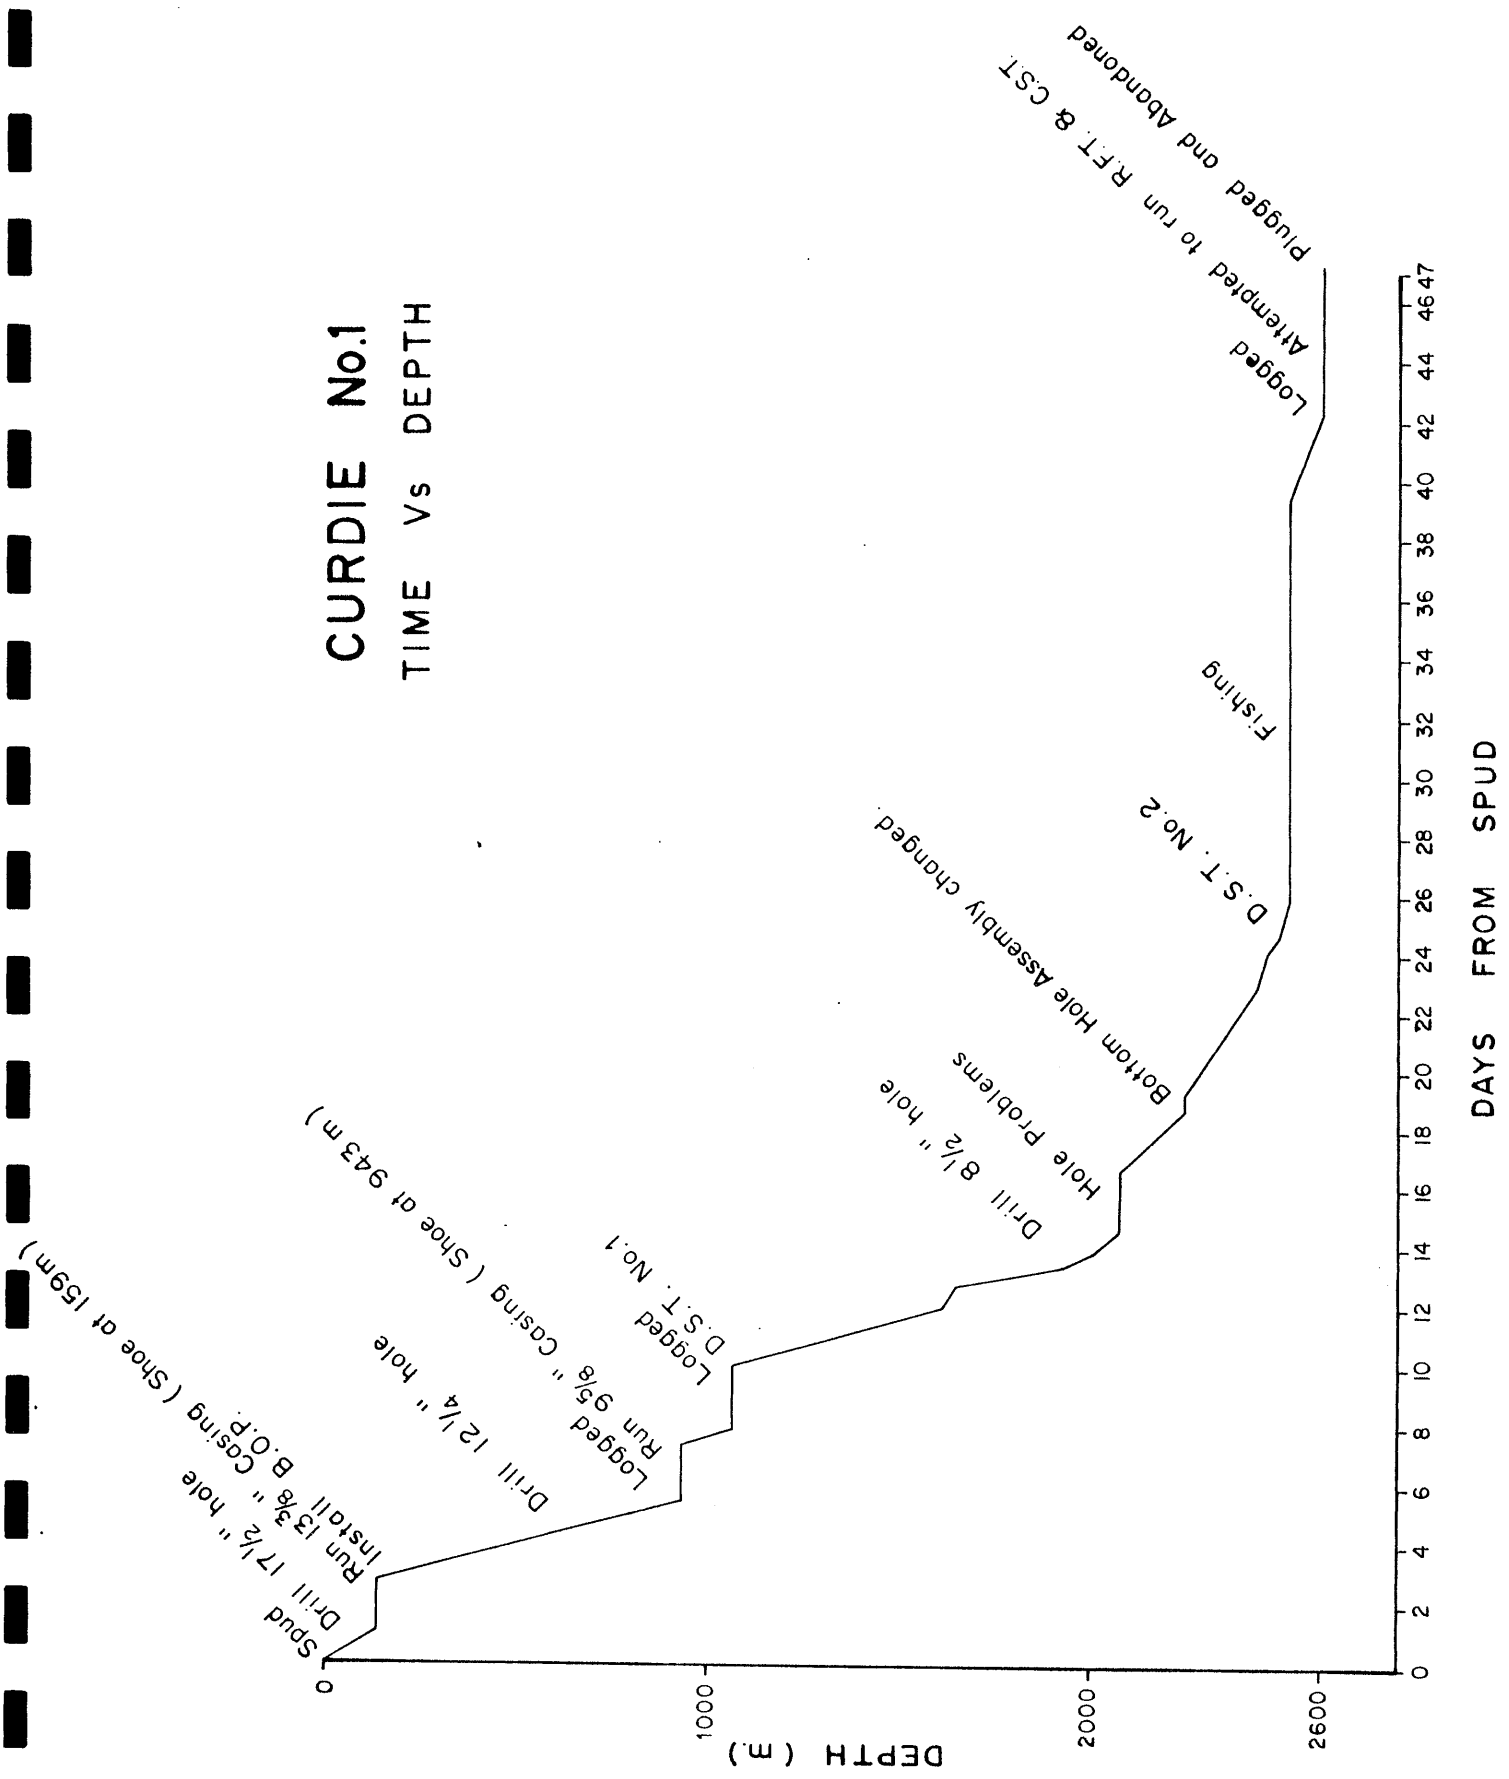 CURDIE No.1
TIME Vs DEPTH
Spud
Drill 17½" hole
Run 13⅜" Casing (Shoe at 159m)
Install B.O.P.
Drill 12¼" hole
Logged
Run 9⅝" Casing (Shoe at 943m)
Logged
D.S.T. No.1
Drill 8½" hole
Hole Problems
Bottom Hole Assembly changed
D.S.T. No.2
Fishing
Logged
Attempted to run R.F.T. & C.S.T.
Plugged and Abandoned
DEPTH (m.)
0
1000
2000
2600
0 2 4 6 8 10 12 14 16 18 20 22 24 26 28 30 32 34 36 38 40 42 44 46 47
DAYS FROM SPUD